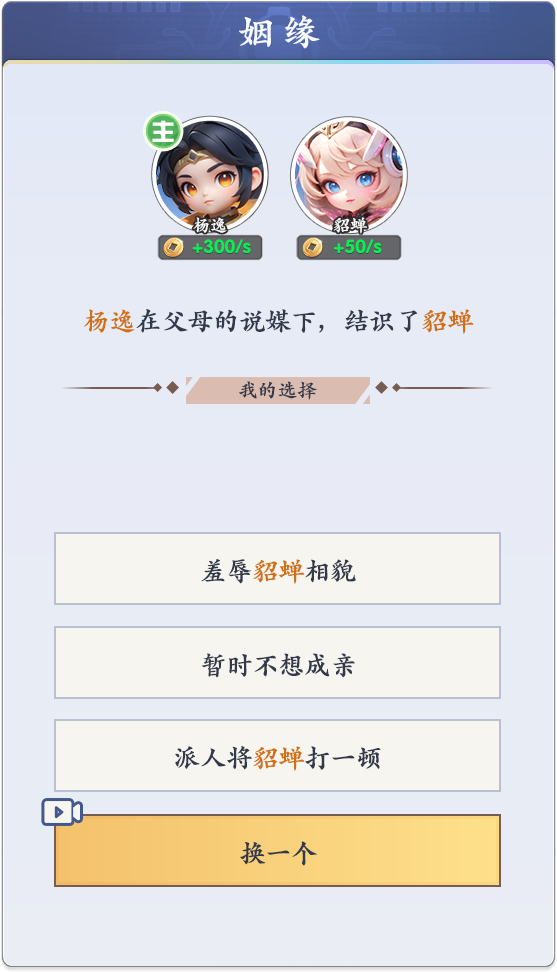 姻缘
主
杨逸 貂蝉
+300/s +50/s
杨逸在父母的说媒下，结识了貂蝉
我的选择
羞辱貂蝉相貌
暂时不想成亲
派人将貂蝉打一顿
换一个